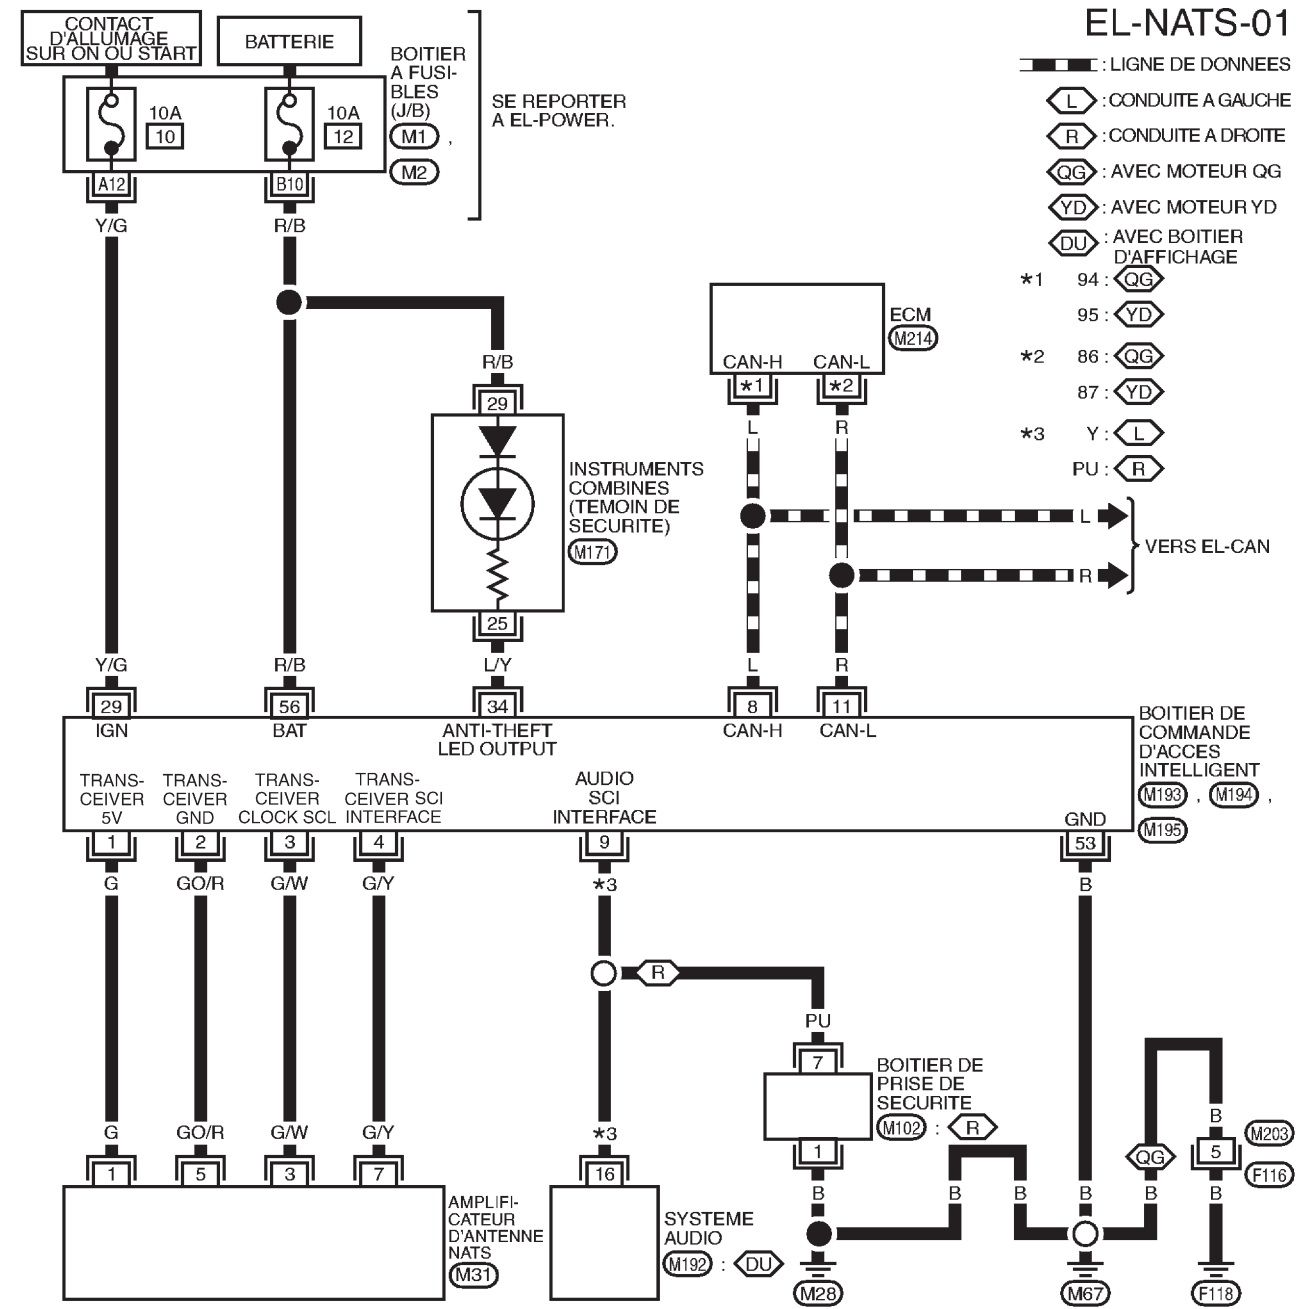 EL-NATS-01
CONTACT
D'ALLUMAGE
SUR ON OU START
BATTERIE
BOITIER
A FUSI-
BLES
(J/B)
M1 ,
M2
SE REPORTER
A EL-POWER.
10A
10
10A
12
A12
B10
Y/G
R/B
: LIGNE DE DONNEES
L : CONDUITE A GAUCHE
R : CONDUITE A DROITE
QG : AVEC MOTEUR QG
YD : AVEC MOTEUR YD
DU : AVEC BOITIER
D'AFFICHAGE
*1 94 : QG
95 : YD
*2 86 : QG
87 : YD
*3 Y : L
PU : R
ECM
M214
CAN-H CAN-L
*1 *2
L R
R/B
29
INSTRUMENTS
COMBINES
(TEMOIN DE
SECURITE)
M171
25
L/Y
L
R
VERS EL-CAN
Y/G R/B L R
29 56 34 8 11
IGN BAT ANTI-THEFT
LED OUTPUT
CAN-H CAN-L
BOITIER DE
COMMANDE
D'ACCES
INTELLIGENT
M193 , M194 ,
M195
TRANS-
CEIVER
5V
TRANS-
CEIVER
GND
TRANS-
CEIVER
CLOCK SCL
TRANS-
CEIVER SCI
INTERFACE
AUDIO
SCI
INTERFACE
GND
1 2 3 4 9 53
G GO/R G/W G/Y *3 B
R
PU
7
BOITIER DE
PRISE DE
SECURITE
M102 : R
1
G GO/R G/W G/Y *3
1 5 3 7 16
AMPLIFI-
CATEUR
D'ANTENNE
NATS
M31
SYSTEME
AUDIO
M192 : DU
B B B B B B
QG
B
5
M203
F116
M28
M67
F118